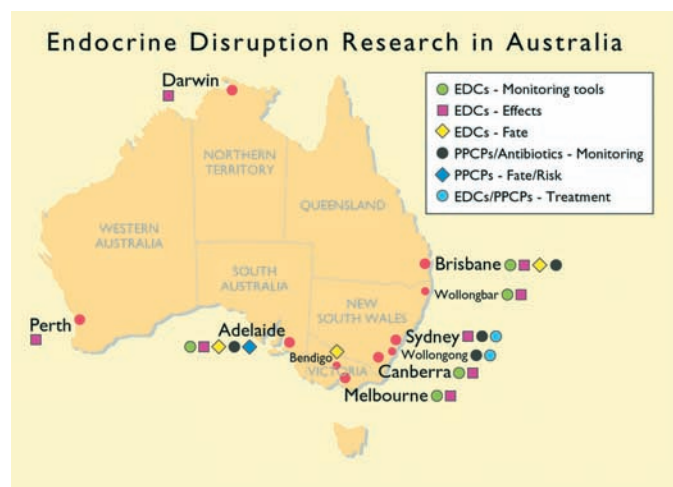 Endocrine Disruption Research in Australia
Darwin
EDCs - Monitoring tools
EDCs - Effects
EDCs - Fate
PPCPs/Antibiotics - Monitoring
PPCPs - Fate/Risk
EDCs/PPCPs - Treatment
NORTHERN
TERRITORY
QUEENSLAND
WESTERN
AUSTRALIA
SOUTH
AUSTRALIA
Brisbane
Wollongbar
NEW
SOUTH WALES
Perth
Adelaide
Sydney
Bendigo
Wollongong
VICTORIA
Canberra
Melbourne